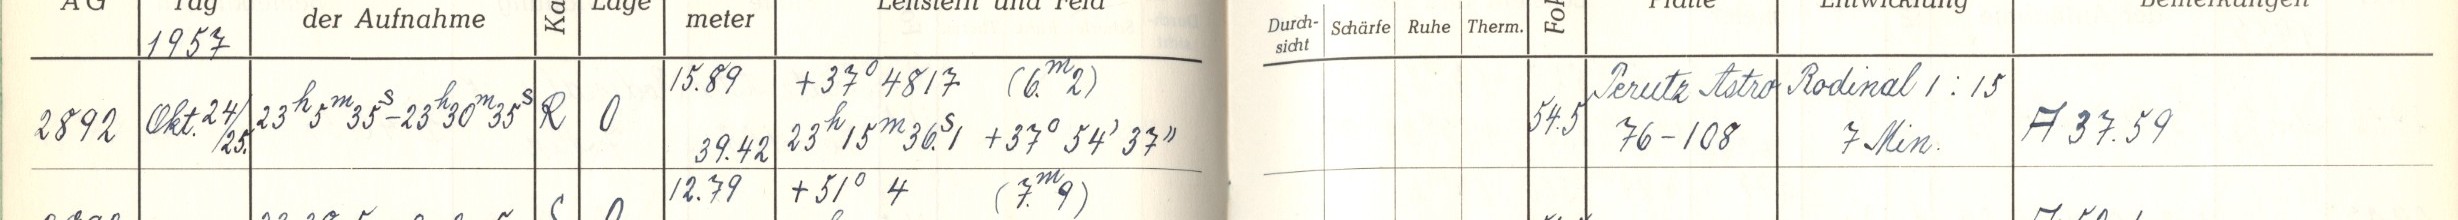 AG Tag der Aufnahme Ka Lage meter Leitstern und Feld Durch-sicht Schärfe Ruhe Therm. Fok Platte Entwicklung Bemerkungen
1957
15.89 +37° 4817 (6.ᵐ2) Perutz Astro Rodinal 1 : 15
2892 Okt. 24/25. 23ʰ5ᵐ35ˢ–23ʰ30ᵐ35ˢ R O 54.5 A 37.59
39.42 23ʰ15ᵐ36.ˢ1 +37° 54' 37" 76–108 7 Min.
12.79 +51° 4 (7.ᵐ9)